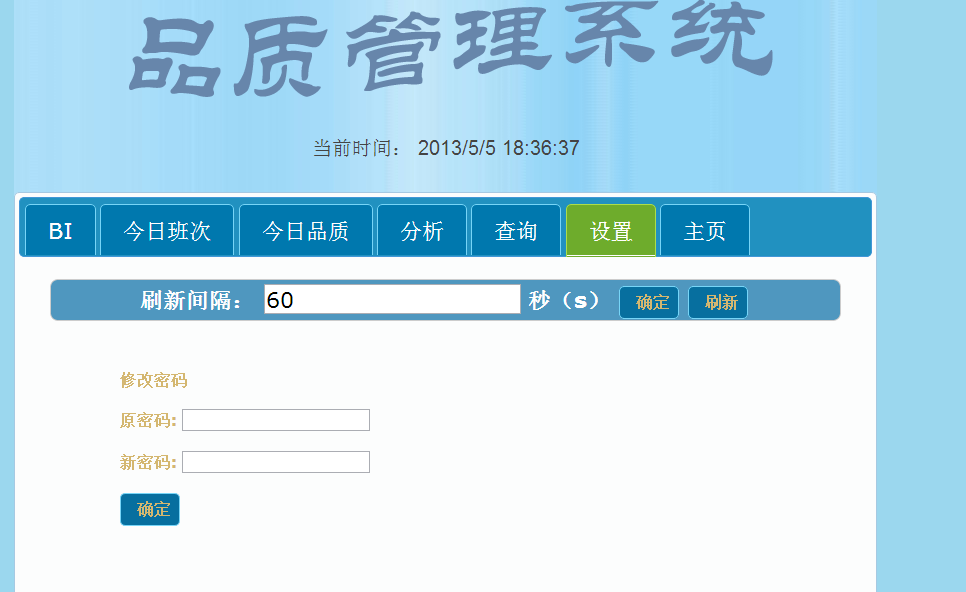 品质管理系统
当前时间： 2013/5/5 18:36:37
BI 今日班次 今日品质 分析 查询 设置 主页
刷新间隔： 60 秒（s） 确定 刷新
修改密码
原密码:
新密码:
确定